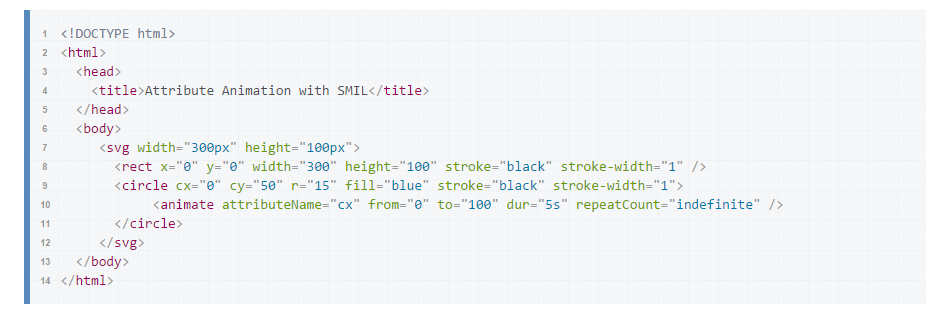 1 <!DOCTYPE html>
2 <html>
3 <head>
4 <title>Attribute Animation with SMIL</title>
5 </head>
6 <body>
7 <svg width="300px" height="100px">
8 <rect x="0" y="0" width="300" height="100" stroke="black" stroke-width="1" />
9 <circle cx="0" cy="50" r="15" fill="blue" stroke="black" stroke-width="1">
10 <animate attributeName="cx" from="0" to="100" dur="5s" repeatCount="indefinite" />
11 </circle>
12 </svg>
13 </body>
14 </html>